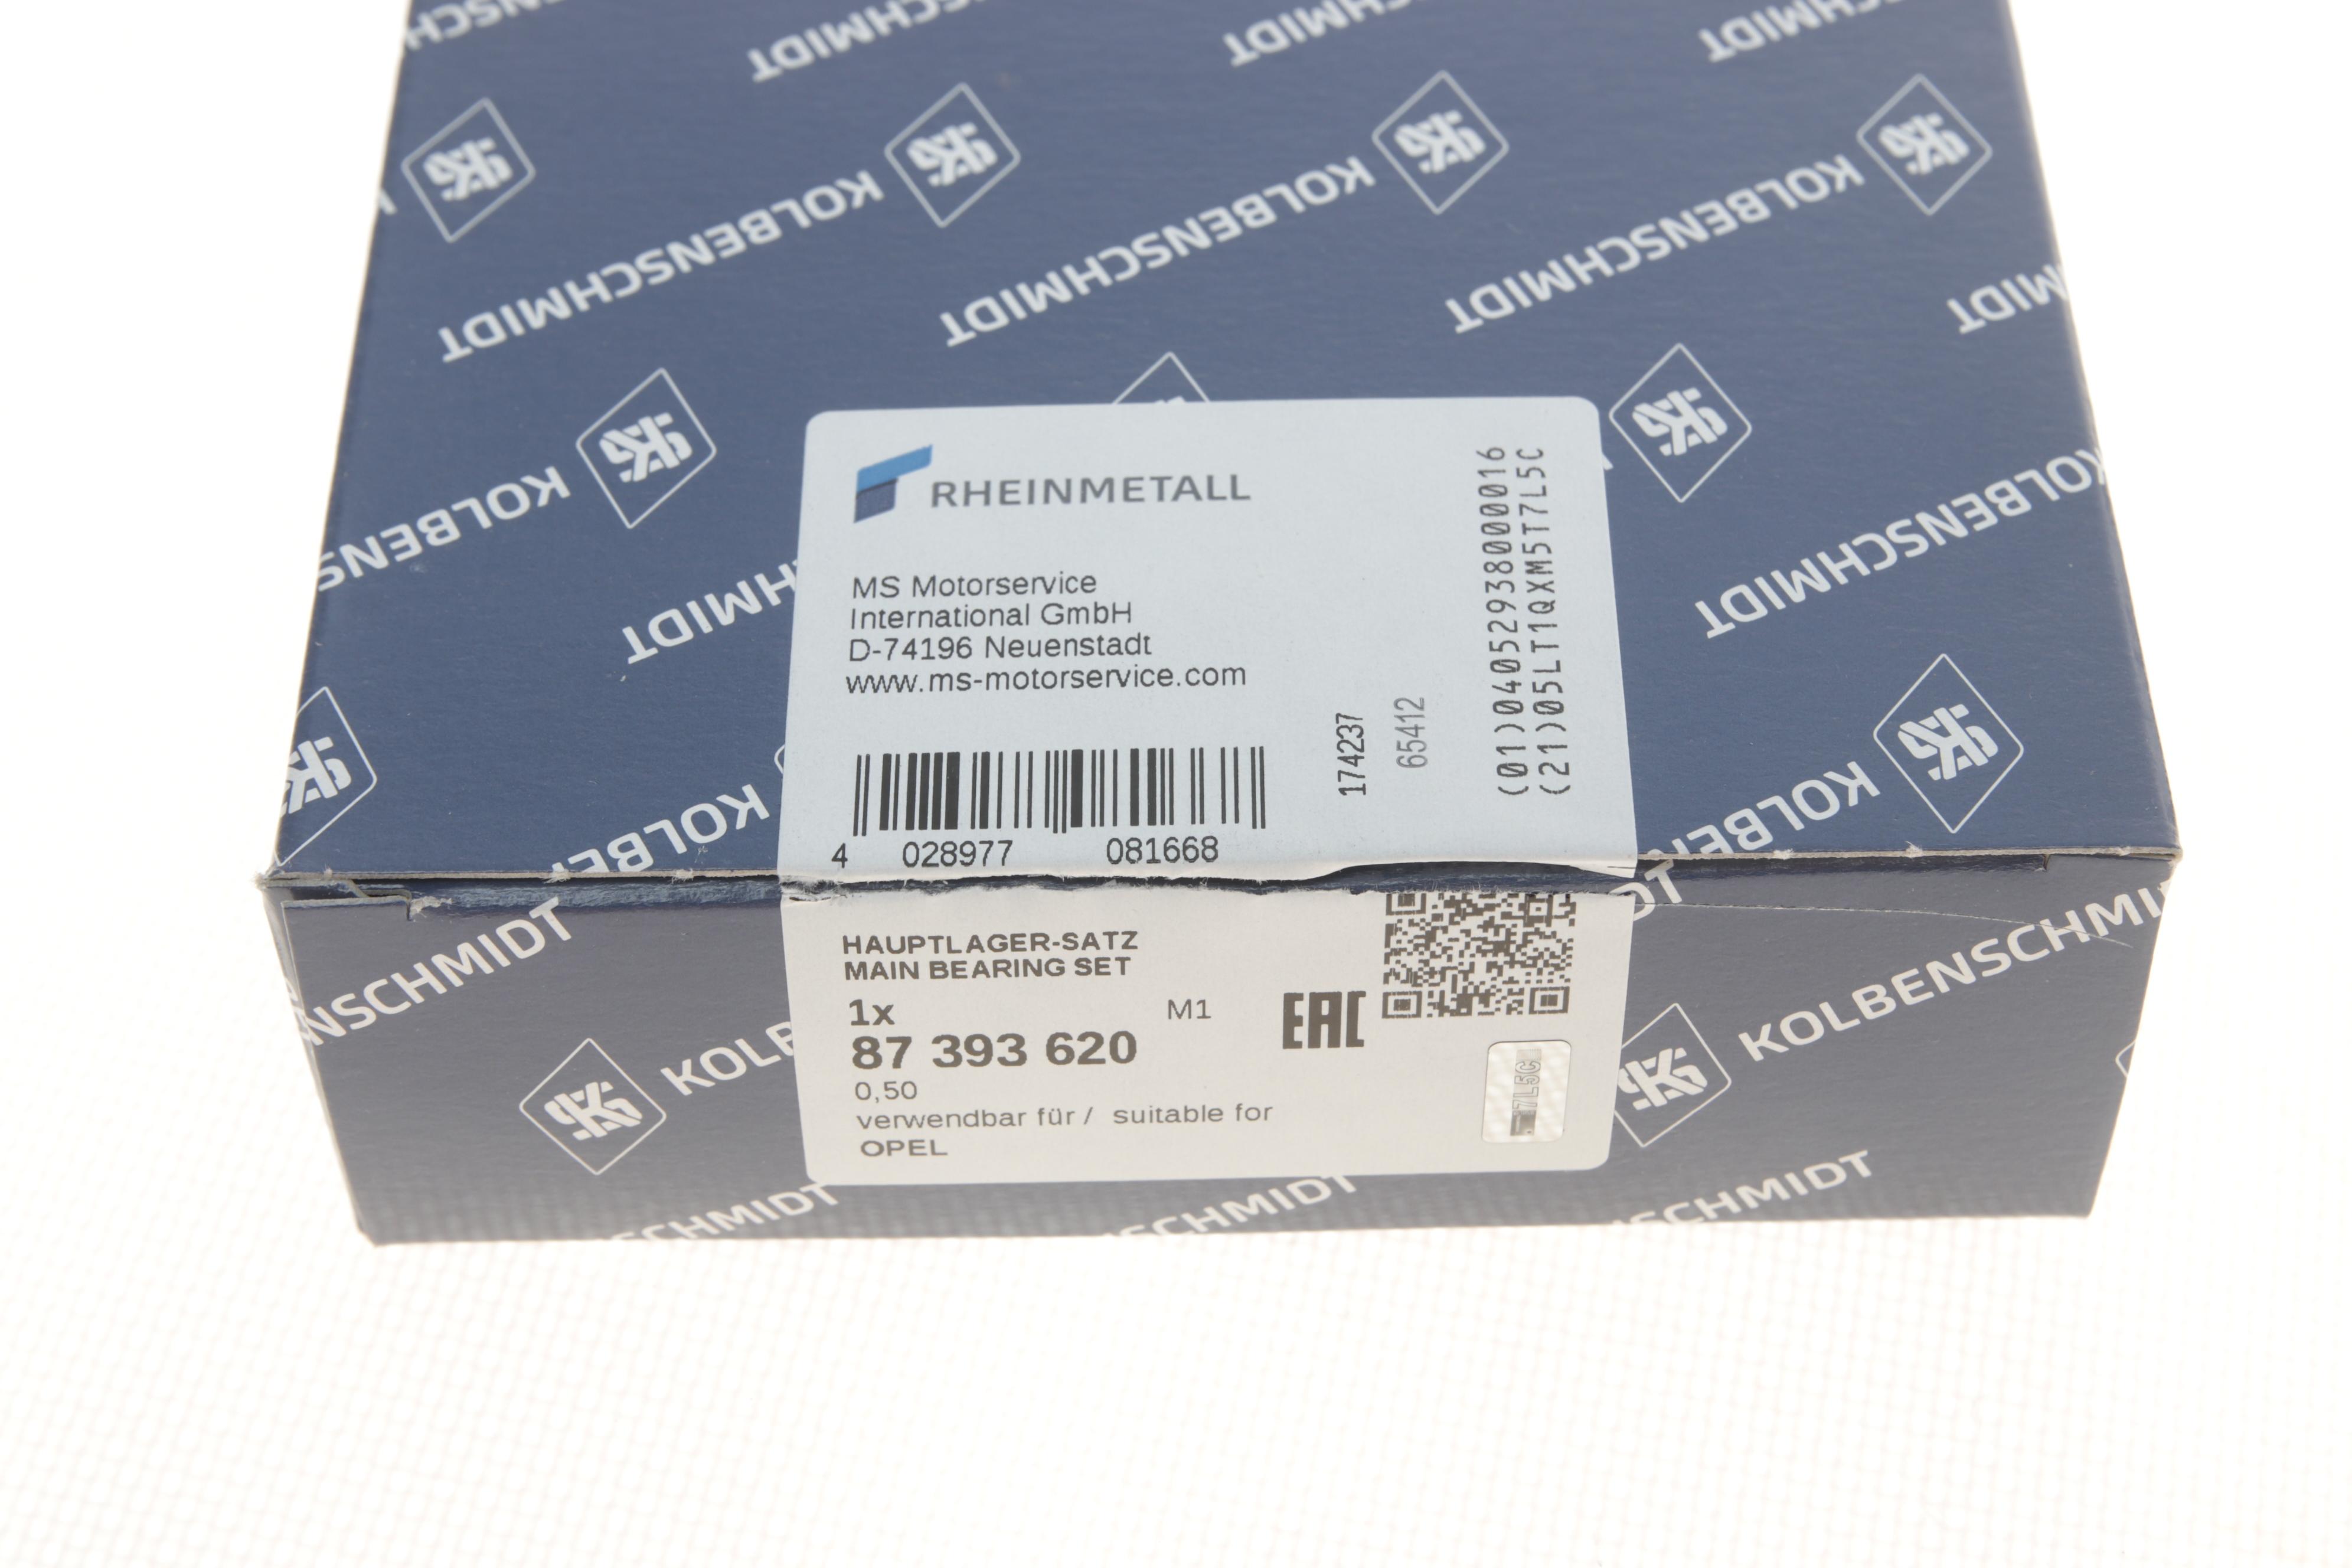 KOLBENSCHMIDT
KOLBENSCHMIDT
KOLBENSCHMIDT
RHEINMETALL
MS Motorservice
International GmbH
D-74196 Neuenstadt
www.ms-motorservice.com
4 028977 081668
174237
65412
(01)04052938000016
(21)05LT1QXM5T7L5C
HAUPTLAGER-SATZ
MAIN BEARING SET
1x M1
87 393 620
0,50
verwendbar für / suitable for
OPEL
EAC
7L5C
KOLBENSCHMIDT